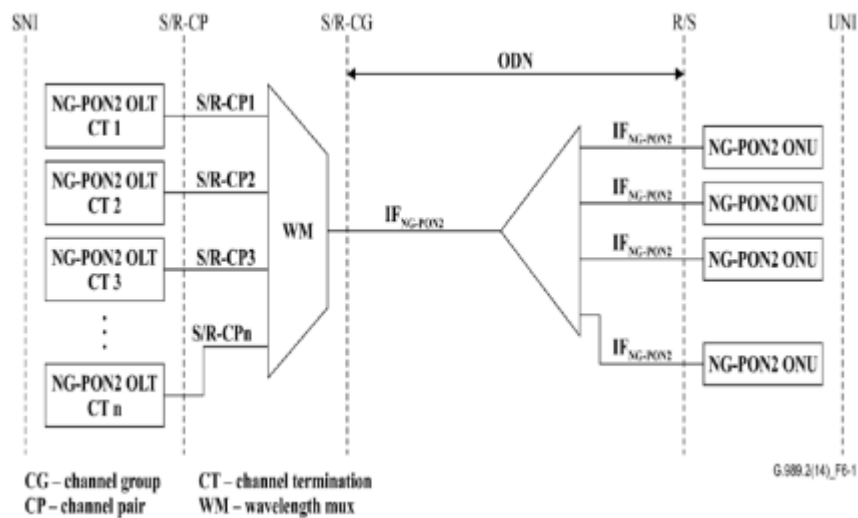 SNI S/R-CP S/R-CG R/S UNI
ODN
NG-PON2 OLT
CT 1
S/R-CP1
NG-PON2 OLT
CT 2
S/R-CP2
NG-PON2 OLT
CT 3
S/R-CP3
NG-PON2 OLT
CT n
S/R-CPn
WM
IFNG-PON2
IFNG-PON2
NG-PON2 ONU
IFNG-PON2
NG-PON2 ONU
IFNG-PON2
NG-PON2 ONU
IFNG-PON2
NG-PON2 ONU
G.989.2(14)_F6-1
CG – channel group CT – channel termination
CP – channel pair WM – wavelength mux